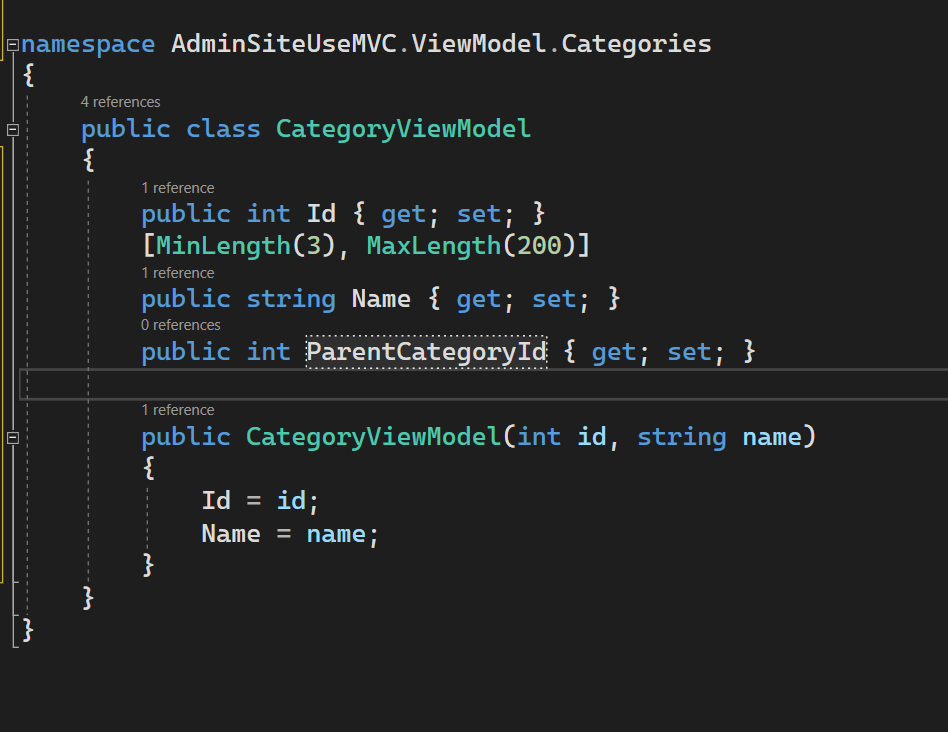 namespace AdminSiteUseMVC.ViewModel.Categories
{
4 references
public class CategoryViewModel
{
1 reference
public int Id { get; set; }
[MinLength(3), MaxLength(200)]
1 reference
public string Name { get; set; }
0 references
public int ParentCategoryId { get; set; }
1 reference
public CategoryViewModel(int id, string name)
{
Id = id;
Name = name;
}
}
}